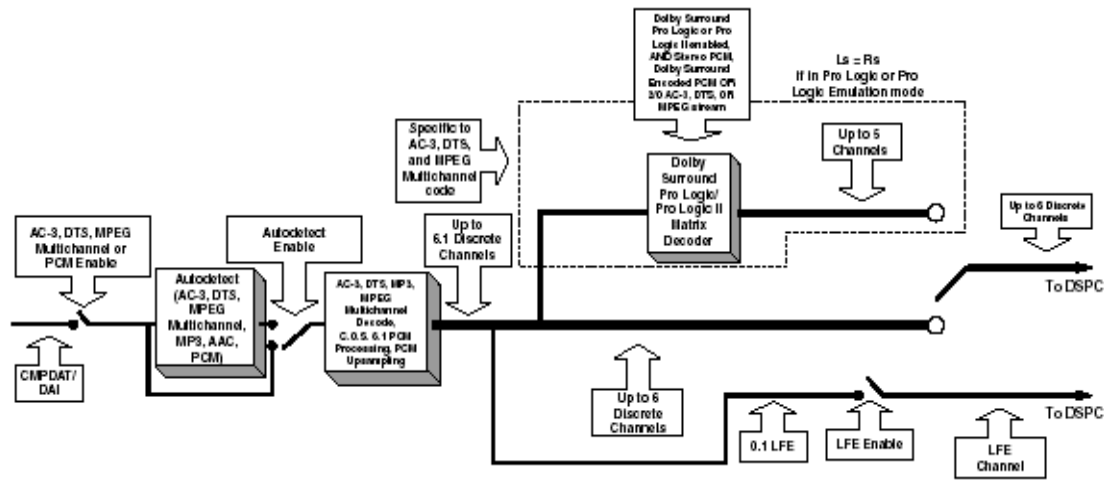 Dolby Surround
Pro Logic or Pro
Logic II enabled,
AND Stereo PCM,
Dolby Surround
Encoded PCM OR
2/0 AC-3, DTS, OR
MPEG stream
Ls = Rs
If in Pro Logic or Pro
Logic Emulation mode
Specific to
AC-3, DTS,
and MPEG
Multichannel
code
Up to 5
Channels
Dolby
Surround
Pro Logic/
Pro Logic II
Matrix
Decoder
Up to 6 Discrete
Channels
AC-3, DTS, MPEG
Multichannel or
PCM Enable
Autodetect
Enable
Up to
6.1 Discrete
Channels
Autodetect
(AC-3, DTS,
MPEG
Multichannel,
MP3, AAC,
PCM)
AC-3, DTS, MP3,
MPEG
Multichannel
Decode,
C.O.S. 6.1 PCM
Processing, PCM
Upsampling
To DSPC
CMPDAT/
DAI
Up to 6
Discrete
Channels
0.1 LFE
LFE Enable
LFE
Channel
To DSPC